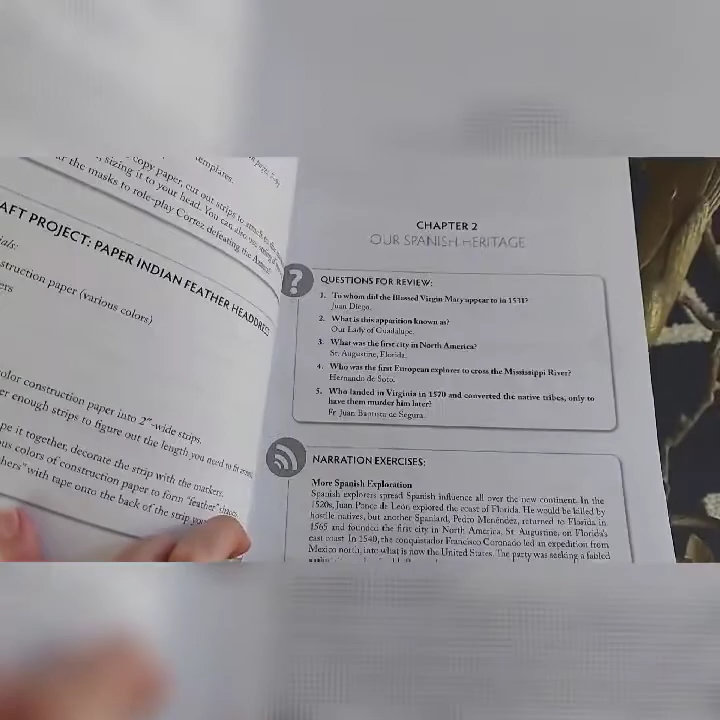 copy paper, cut out strips to
templates.
sizing it to your head. You can also use string
the masks to role-play Cortez defeating the Aztecs!
AFT PROJECT: PAPER INDIAN FEATHER HEADDRESS
ials:
struction paper (various colors)
ers
olor construction paper into 2"-wide strips.
er enough strips to figure out the length you need to fit around
pe it together, decorate the strip with the markers.
us colors of construction paper to form "feather" shapes
hers" with tape onto the back of the strip
CHAPTER 2
OUR SPANISH HERITAGE
?
QUESTIONS FOR REVIEW:
1. To whom did the Blessed Virgin Mary appear to in 1531?
Juan Diego.
2. What is this apparition known as?
Our Lady of Guadalupe.
3. What was the first city in North America?
St. Augustine, Florida.
4. Who was the first European explorer to cross the Mississippi River?
Hernando de Soto.
5. Who landed in Virginia in 1570 and converted the native tribes, only to
have them murder him later?
Fr. Juan Bautista de Segura.
NARRATION EXERCISES:
More Spanish Exploration
Spanish explorers spread Spanish influence all over the new continent. In the
1520s, Juan Ponce de Leon, explored the coast of Florida. He would be killed by
hostile natives, but another Spaniard, Pedro Menéndez, returned to Florida in
1565 and founded the first city in North America, St. Augustine, on Florida's
east coast. In 1540, the conquistador Francisco Coronado led an expedition from
Mexico north, into what is now the United States. The party was seeking a fabled